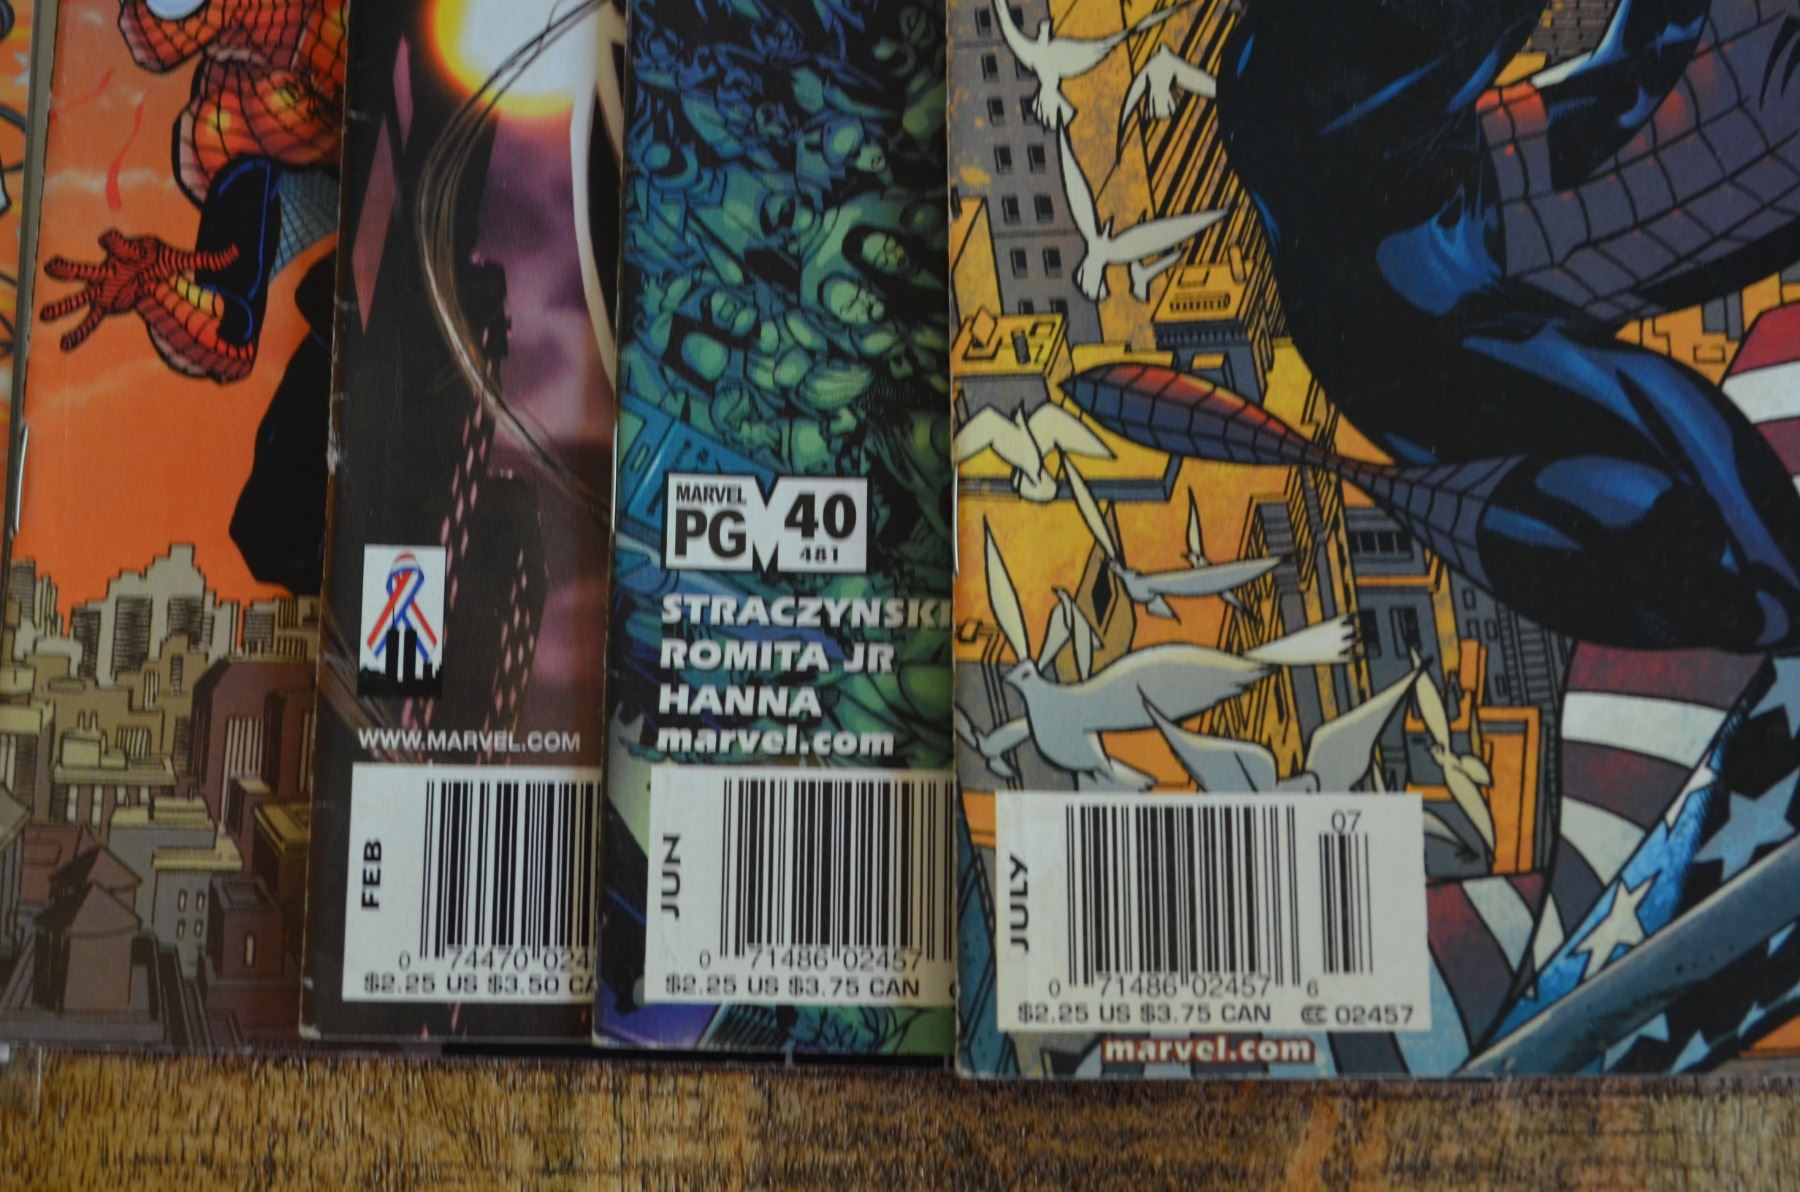 WWW.MARVEL.COM
FEB
0 74470 024
$2.25 US $3.50 CA
MARVEL
PG
40
481
STRACZYNSKI
ROMITA JR
HANNA
marvel.com
JUN
0 71486 02457
$2.25 US $3.75 CAN
07
JULY
0 71486 02457 6
$2.25 US $3.75 CAN CC 02457
marvel.com